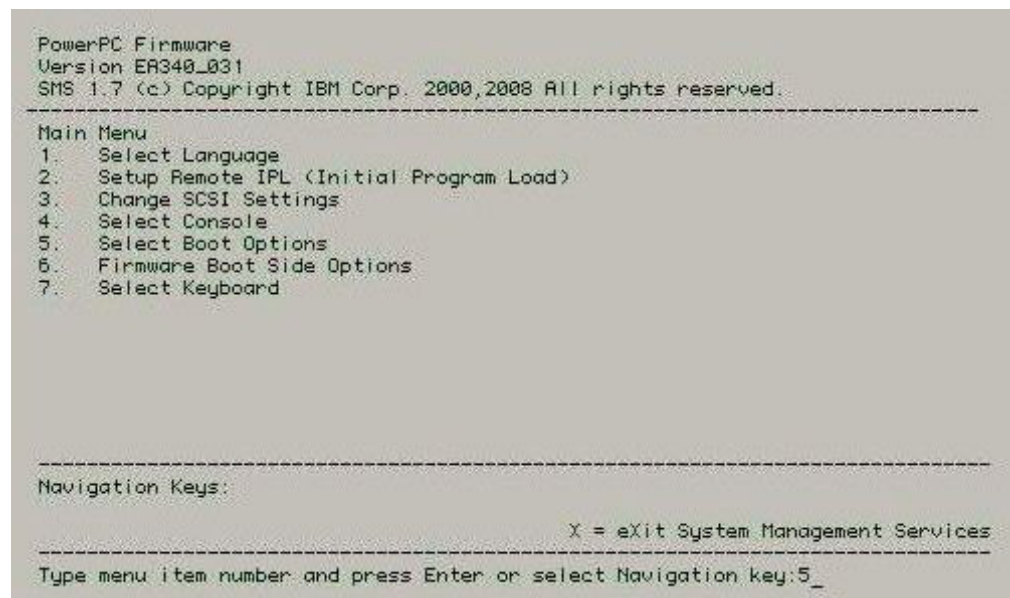 PowerPC Firmware
Version EA340_031
SMS 1.7 (c) Copyright IBM Corp. 2000,2008 All rights reserved.
Main Menu
1. Select Language
2. Setup Remote IPL (Initial Program Load)
3. Change SCSI Settings
4. Select Console
5. Select Boot Options
6. Firmware Boot Side Options
7. Select Keyboard
Navigation Keys:
X = eXit System Management Services
Type menu item number and press Enter or select Navigation key:5_